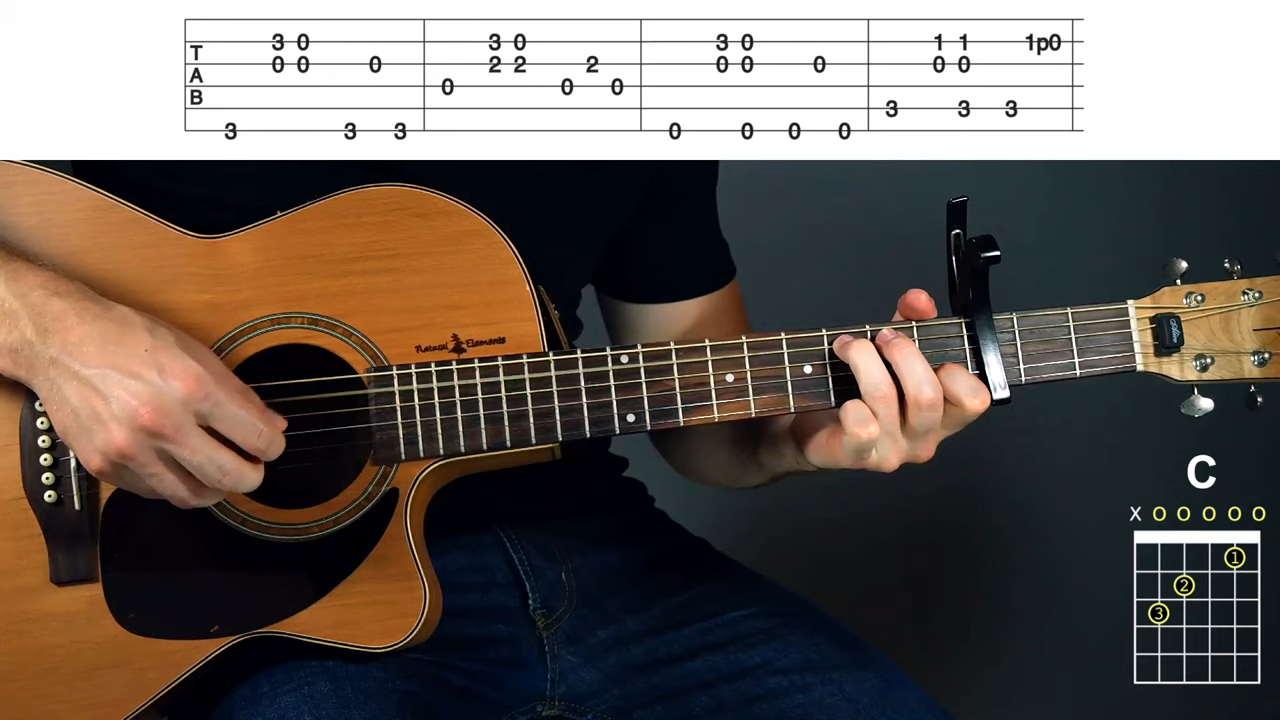 3 0 3 0 3 0 1 1 1p0
T 0 0 0 2 2 2 0 0 0 0 0
A
B 0 0 0
3 3 3
3 3 3 0 0 0 0
Natural Elements
C
X O O O O O
1
2
3